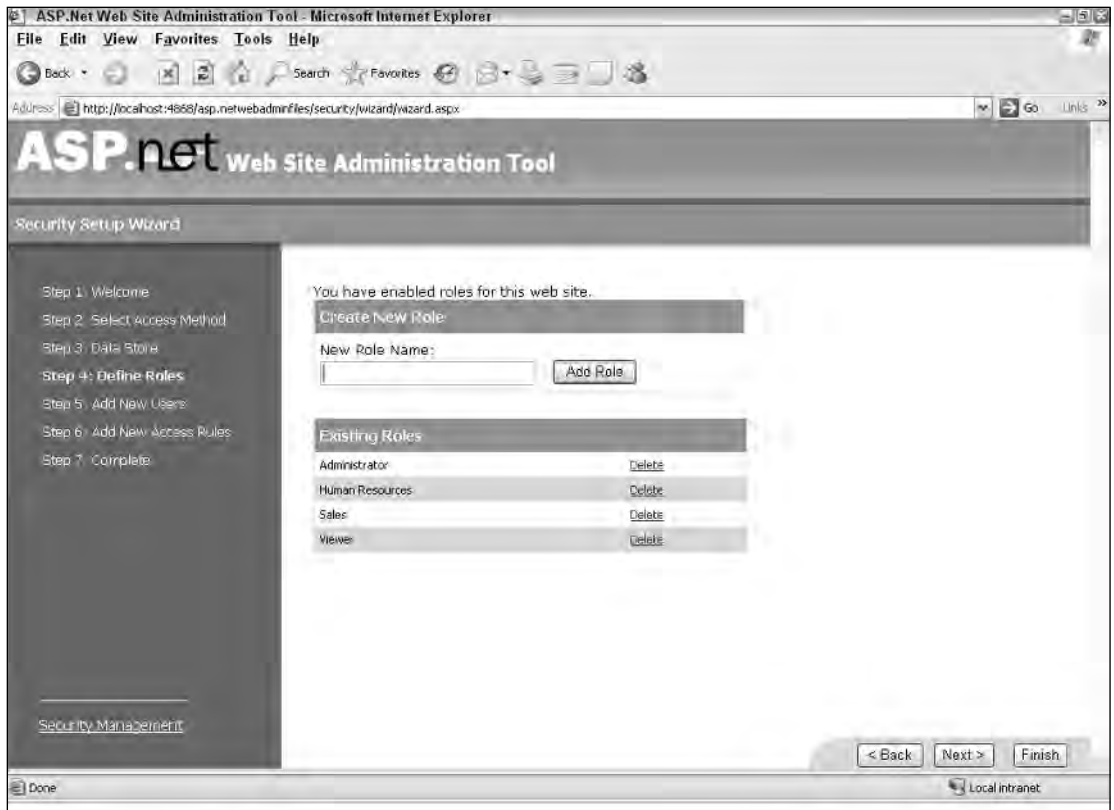 ASP.Net Web Site Administration Tool - Microsoft Internet Explorer
File Edit View Favorites Tools Help
Back Search Favorites
Address http://localhost:4868/asp.netwebadminfiles/security/wizard/wizard.aspx Go Links »
ASP.net Web Site Administration Tool
Security Setup Wizard
Step 1: Welcome
Step 2: Select Access Method
Step 3: Data Store
Step 4: Define Roles
Step 5: Add New Users
Step 6: Add New Access Rules
Step 7: Complete
Security Management
You have enabled roles for this web site.
Create New Role
New Role Name:
Add Role
Existing Roles
Administrator Delete
Human Resources Delete
Sales Delete
Viewer Delete
< Back Next > Finish
Done Local intranet